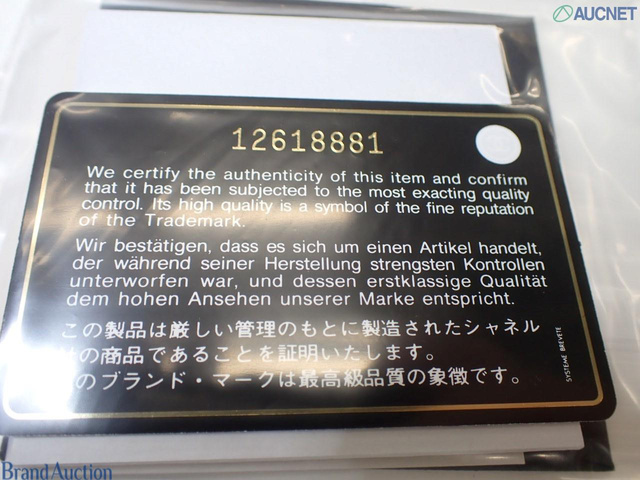 AUCNET
12618881
We certify the authenticity of this item and confirm
that it has been subjected to the most exacting quality
control. Its high quality is a symbol of the fine reputation
of the Trademark.
Wir bestätigen, dass es sich um einen Artikel handelt,
der während seiner Herstellung strengsten Kontrollen
unterworfen war, und dessen erstklassige Qualität
dem hohen Ansehen unserer Marke entspricht.
この製品は厳しい管理のもとに製造されたシャネル
の商品であることを証明いたします。
のブランド・マークは最高級品質の象徴です。
SYSTEME BREVETE
BrandAuction